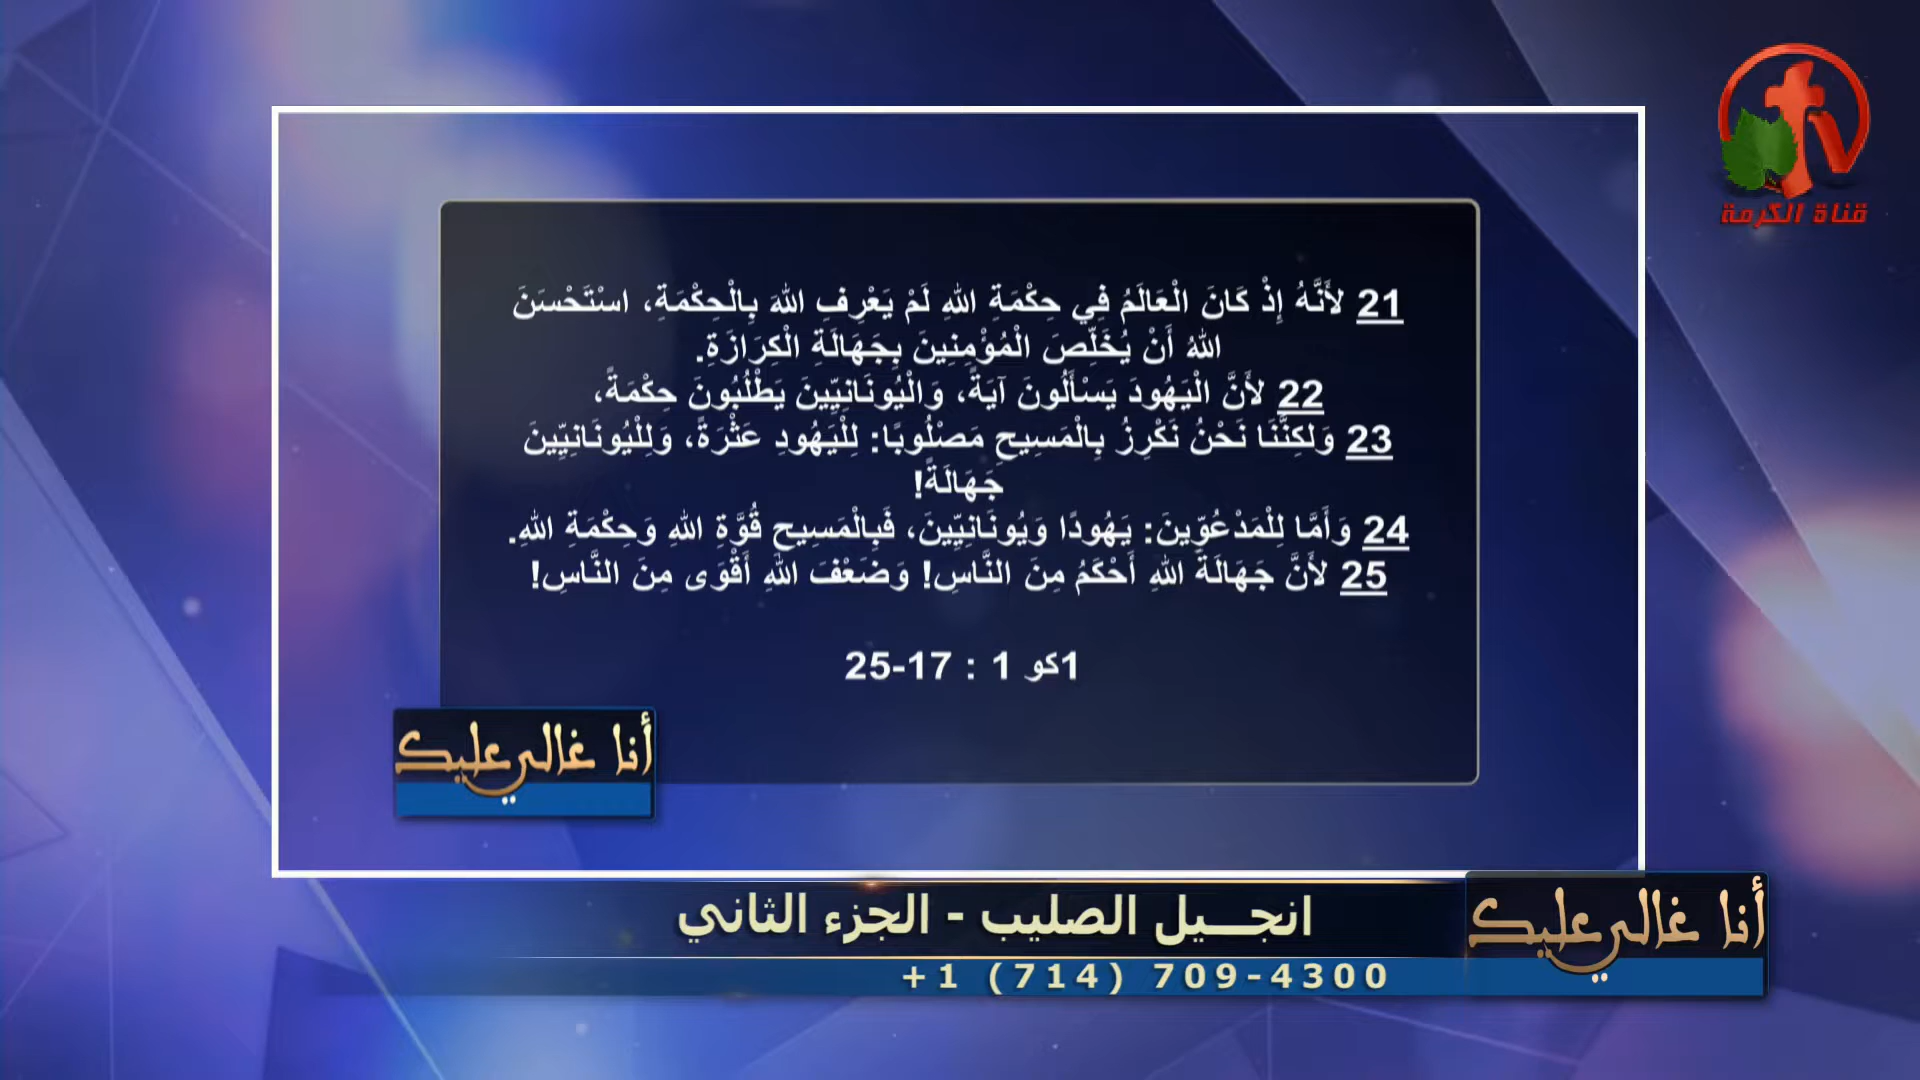 قناة الكرمة
21 لأَنَّهُ إِذْ كَانَ الْعَالَمُ فِي حِكْمَةِ اللهِ لَمْ يَعْرِفِ اللهَ بِالْحِكْمَةِ، اسْتَحْسَنَ
اللهُ أَنْ يُخَلِّصَ الْمُؤْمِنِينَ بِجَهَالَةِ الْكِرَازَةِ.
22 لأَنَّ الْيَهُودَ يَسْأَلُونَ آيَةً، وَالْيُونَانِيِّينَ يَطْلُبُونَ حِكْمَةً،
23 وَلكِنَّنَا نَحْنُ نَكْرِزُ بِالْمَسِيحِ مَصْلُوبًا: لِلْيَهُودِ عَثْرَةً، وَلِلْيُونَانِيِّينَ
جَهَالَةً!
24 وَأَمَّا لِلْمَدْعُوِّينَ: يَهُودًا وَيُونَانِيِّينَ، فَبِالْمَسِيحِ قُوَّةِ اللهِ وَحِكْمَةِ اللهِ.
25 لأَنَّ جَهَالَةَ اللهِ أَحْكَمُ مِنَ النَّاسِ! وَضَعْفَ اللهِ أَقْوَى مِنَ النَّاسِ!
1كو 1 : 17-25
أنا غالي عليك
انجـــيل الصليب - الجزء الثاني
أنا غالي عليك
+1 (714) 709-4300